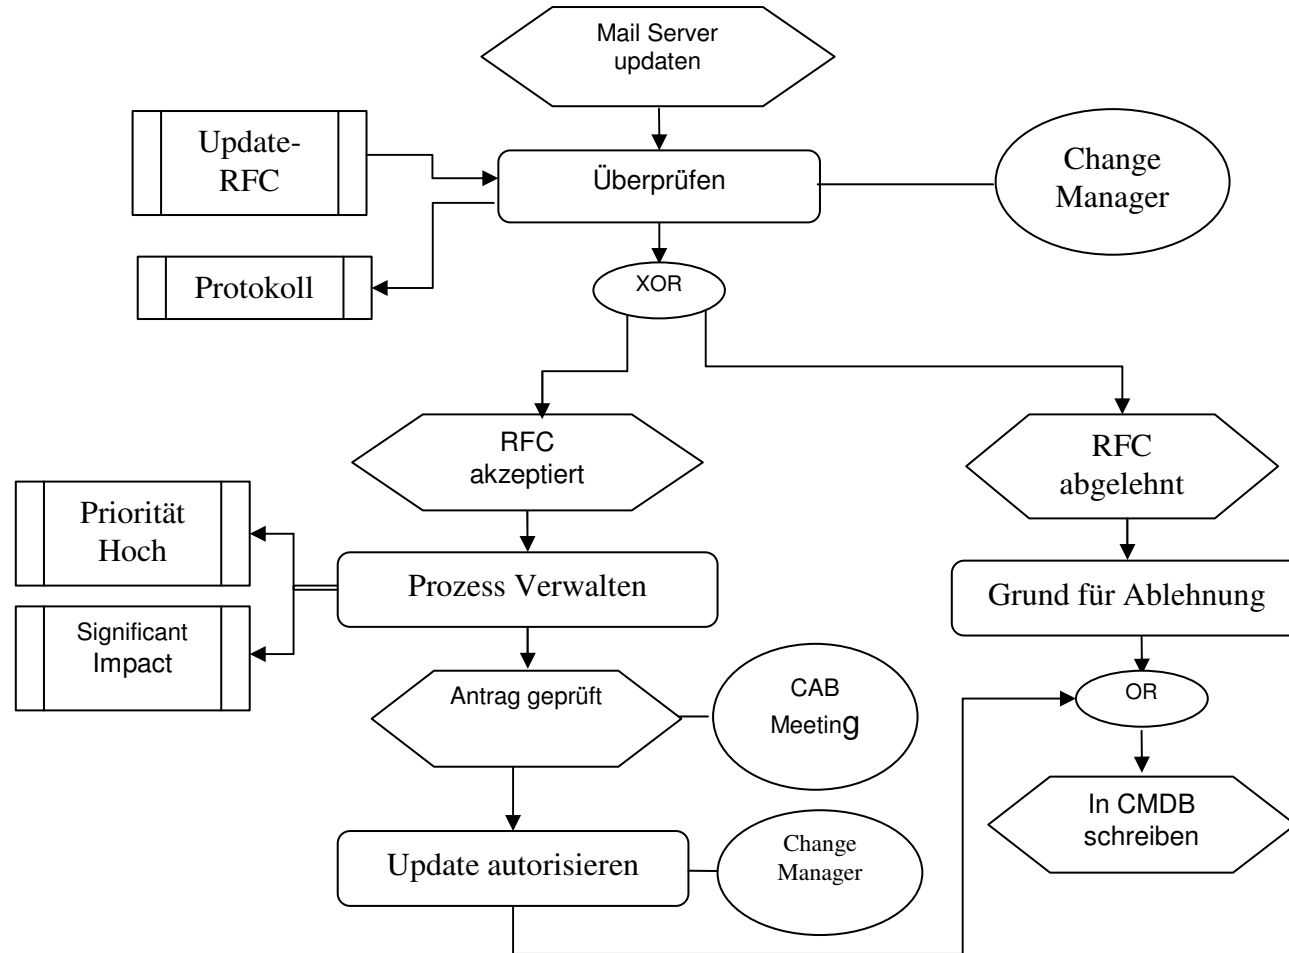 Mail Server
updaten
Update-
RFC
Überprüfen
Change
Manager
Protokoll
XOR
RFC
akzeptiert
RFC
abgelehnt
Priorität
Hoch
Prozess Verwalten
Grund für Ablehnung
Significant
Impact
Antrag geprüft
CAB
Meeting
OR
In CMDB
schreiben
Update autorisieren
Change
Manager